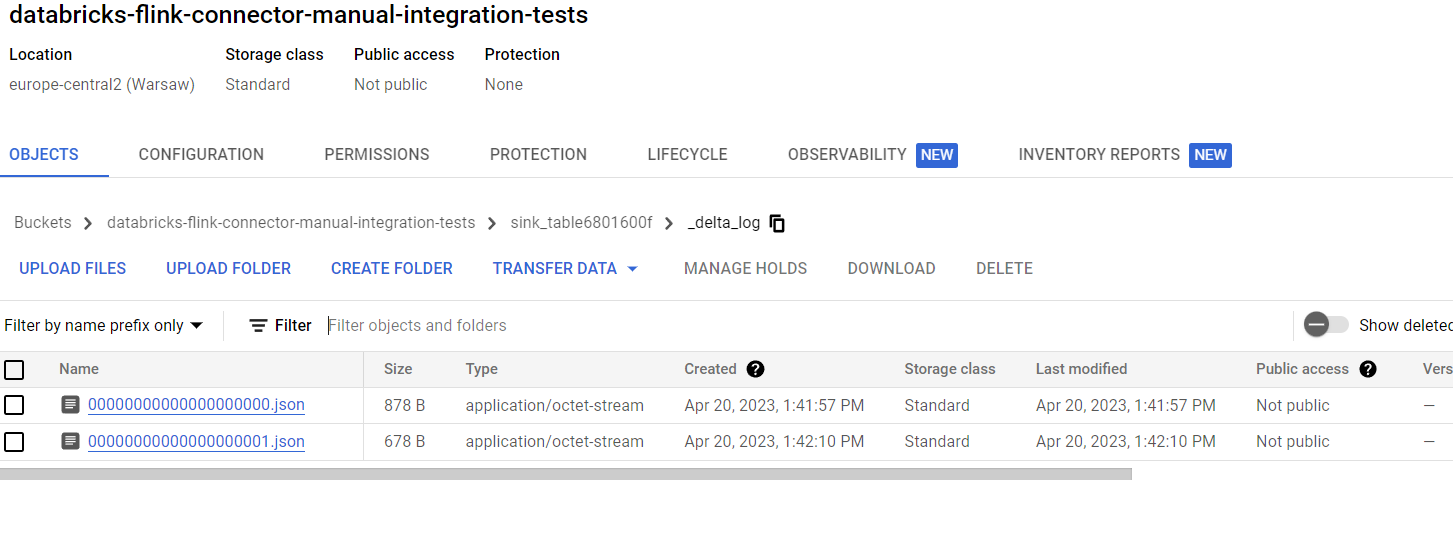 databricks-flink-connector-manual-integration-tests
Location Storage class Public access Protection
europe-central2 (Warsaw) Standard Not public None
OBJECTS CONFIGURATION PERMISSIONS PROTECTION LIFECYCLE OBSERVABILITY NEW INVENTORY REPORTS NEW
Buckets databricks-flink-connector-manual-integration-tests sink_table6801600f _delta_log
UPLOAD FILES UPLOAD FOLDER CREATE FOLDER TRANSFER DATA MANAGE HOLDS DOWNLOAD DELETE
Filter by name prefix only Filter Filter objects and folders Show deleted
Name Size Type Created Storage class Last modified Public access Vers
00000000000000000000.json 878 B application/octet-stream Apr 20, 2023, 1:41:57 PM Standard Apr 20, 2023, 1:41:57 PM Not public —
00000000000000000001.json 678 B application/octet-stream Apr 20, 2023, 1:42:10 PM Standard Apr 20, 2023, 1:42:10 PM Not public —